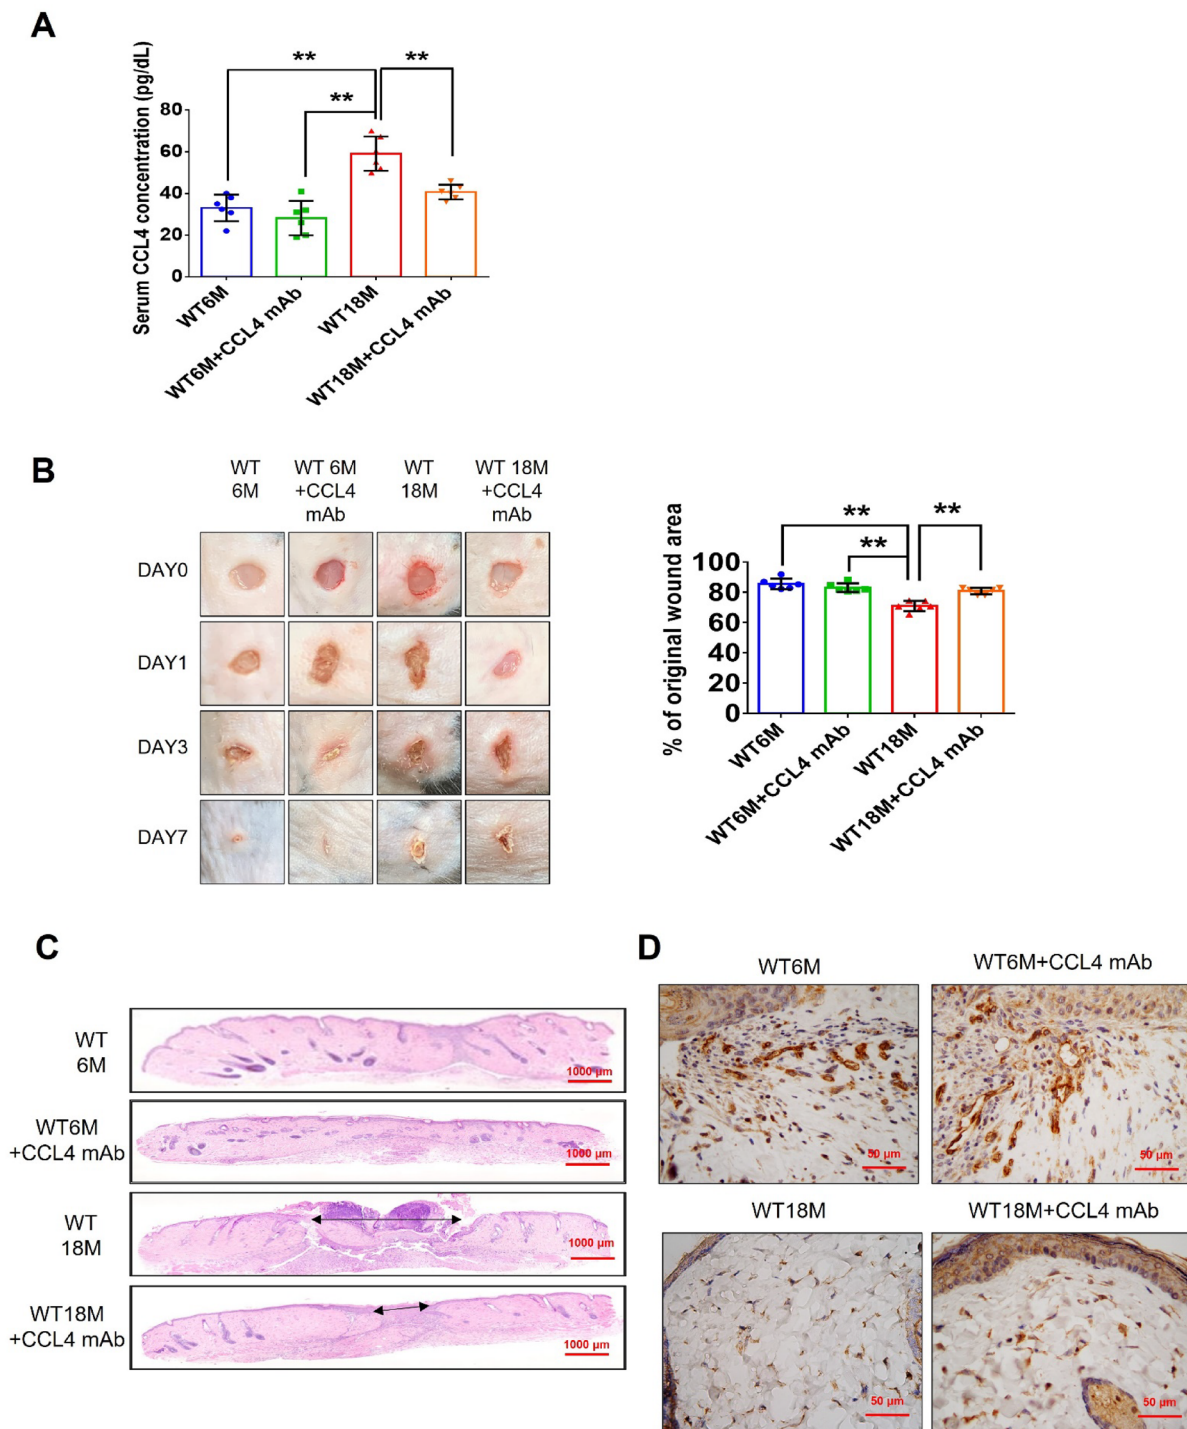 A
Serum CCL4 concentration (pg/dL)
80
60
40
20
0
**
**
**
WT6M
WT6M+CCL4 mAb
WT18M
WT18M+CCL4 mAb
B
WT
6M
WT 6M
+CCL4
mAb
WT
18M
WT 18M
+CCL4
mAb
DAY0
DAY1
DAY3
DAY7
% of original wound area
100
80
60
40
20
0
**
**
**
WT6M
WT6M+CCL4 mAb
WT18M
WT18M+CCL4 mAb
C
WT
6M
1000 µm
WT6M
+CCL4 mAb
1000 µm
WT
18M
1000 µm
WT18M
+CCL4 mAb
1000 µm
D
WT6M
WT6M+CCL4 mAb
50 µm
50 µm
WT18M
WT18M+CCL4 mAb
50 µm
50 µm